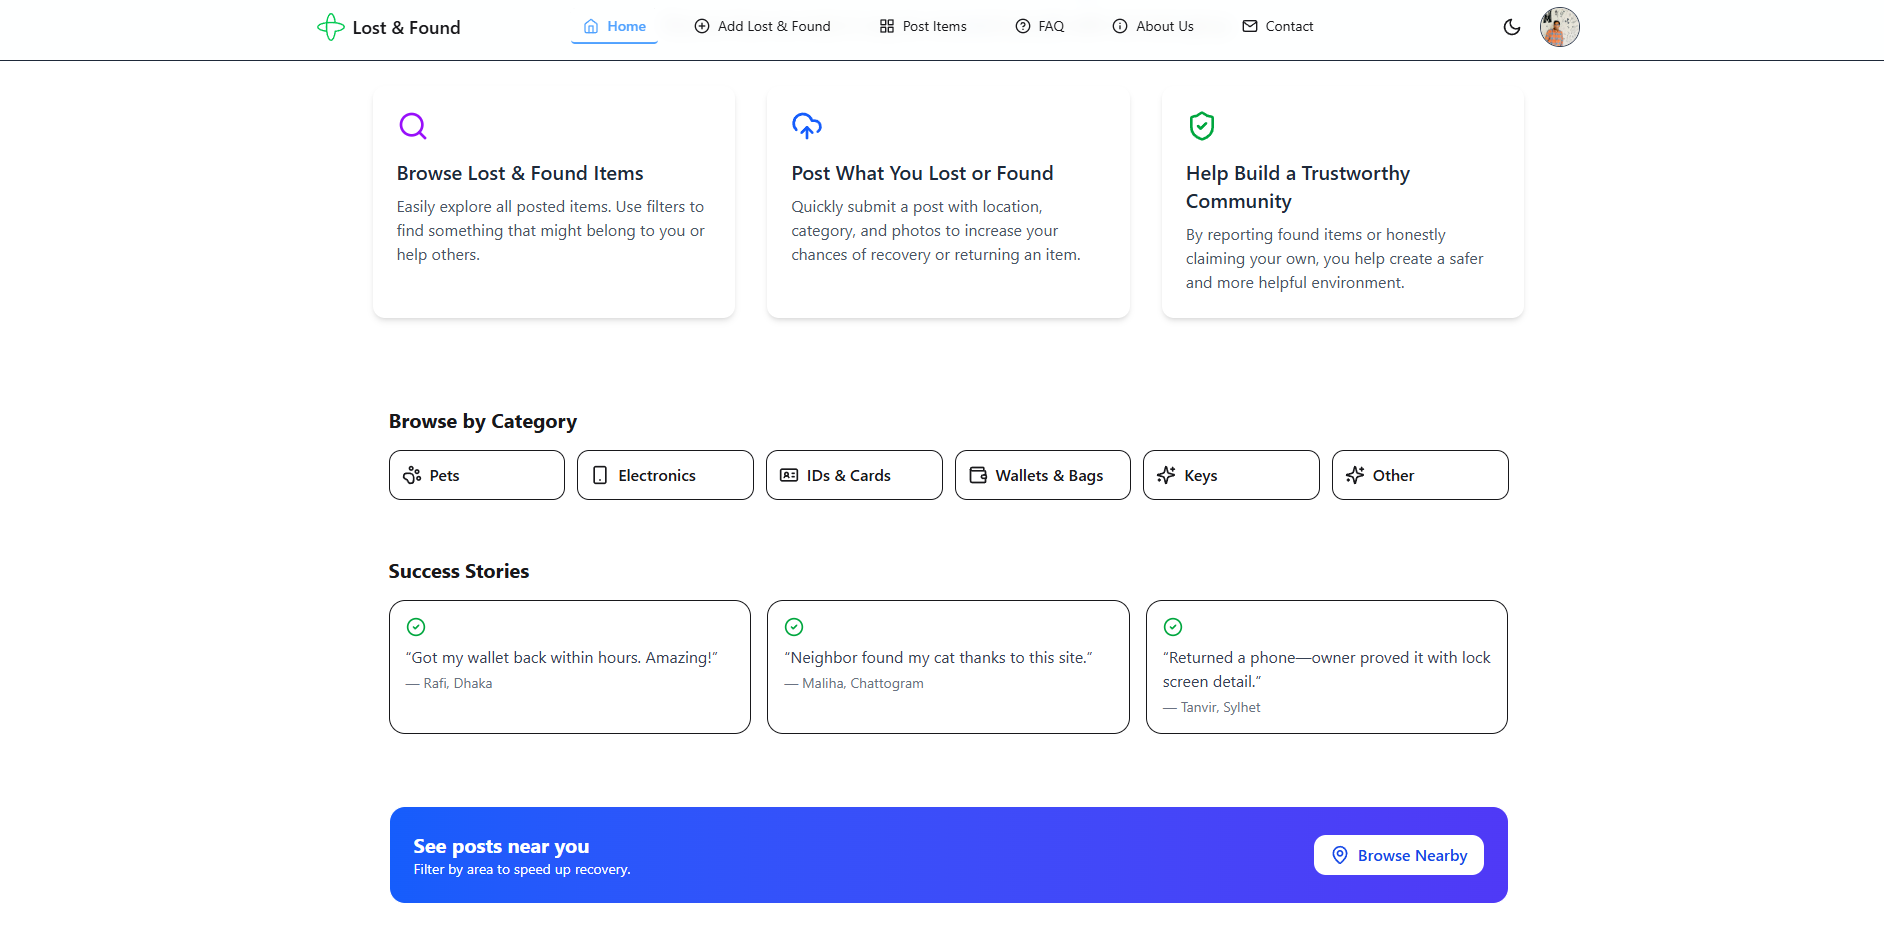 Lost & Found
Home
Add Lost & Found
Post Items
FAQ
About Us
Contact
Browse Lost & Found Items
Easily explore all posted items. Use filters to
find something that might belong to you or
help others.
Post What You Lost or Found
Quickly submit a post with location,
category, and photos to increase your
chances of recovery or returning an item.
Help Build a Trustworthy
Community
By reporting found items or honestly
claiming your own, you help create a safer
and more helpful environment.
Browse by Category
Pets
Electronics
IDs & Cards
Wallets & Bags
Keys
Other
Success Stories
“Got my wallet back within hours. Amazing!”
— Rafi, Dhaka
“Neighbor found my cat thanks to this site.”
— Maliha, Chattogram
“Returned a phone—owner proved it with lock
screen detail.”
— Tanvir, Sylhet
See posts near you
Filter by area to speed up recovery.
Browse Nearby